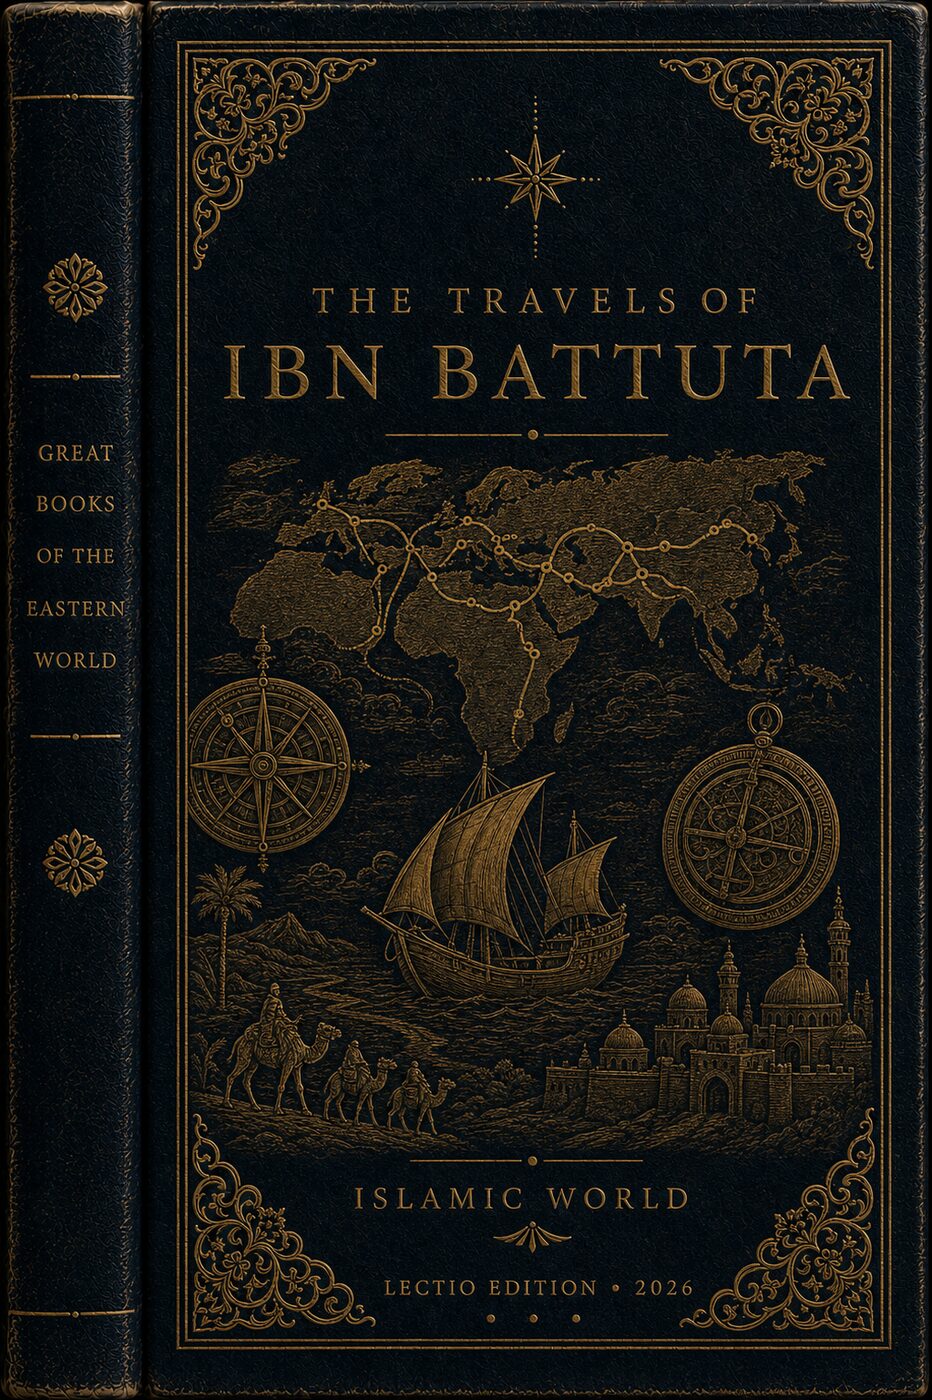 GREAT
BOOKS
OF THE
EASTERN
WORLD
THE TRAVELS OF
IBN BATTUTA
ISLAMIC WORLD
LECTIO EDITION • 2026